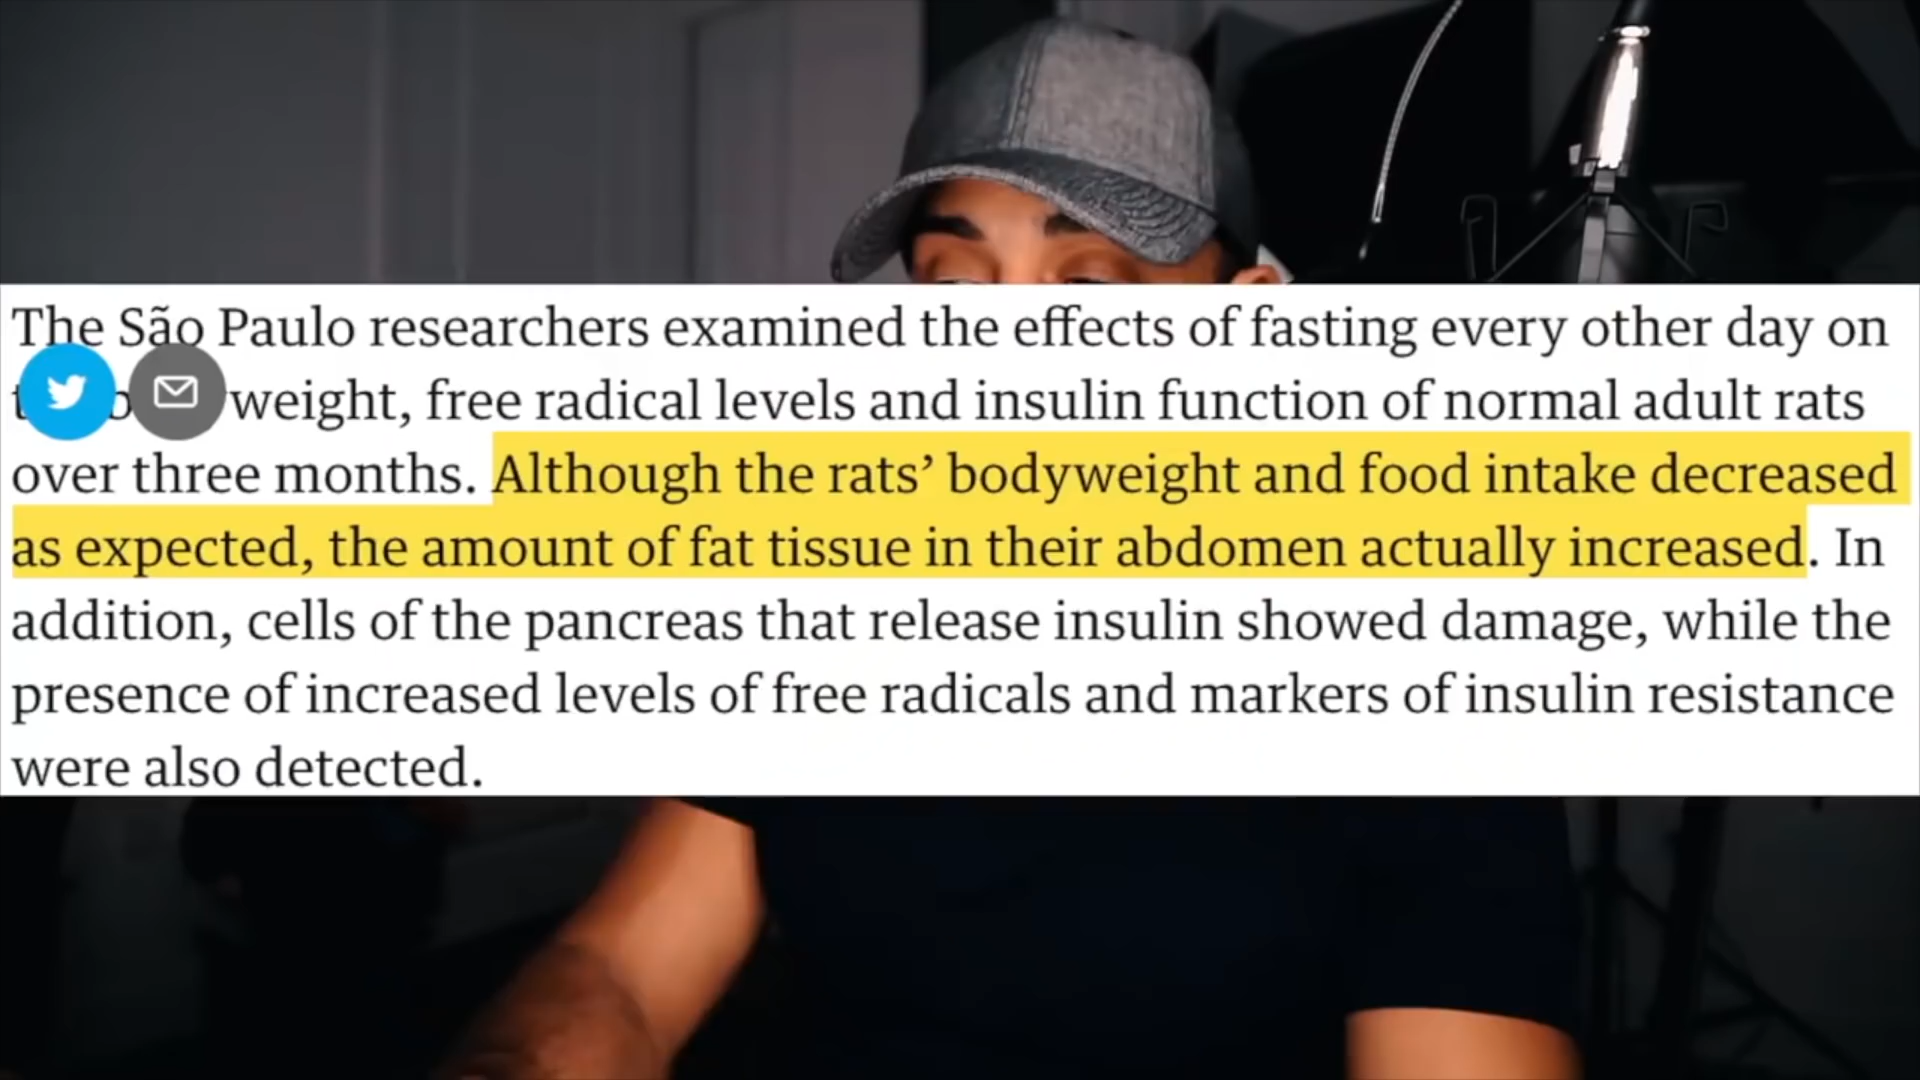 The São Paulo researchers examined the effects of fasting every other day on
weight, free radical levels and insulin function of normal adult rats
over three months. Although the rats’ bodyweight and food intake decreased
as expected, the amount of fat tissue in their abdomen actually increased. In
addition, cells of the pancreas that release insulin showed damage, while the
presence of increased levels of free radicals and markers of insulin resistance
were also detected.